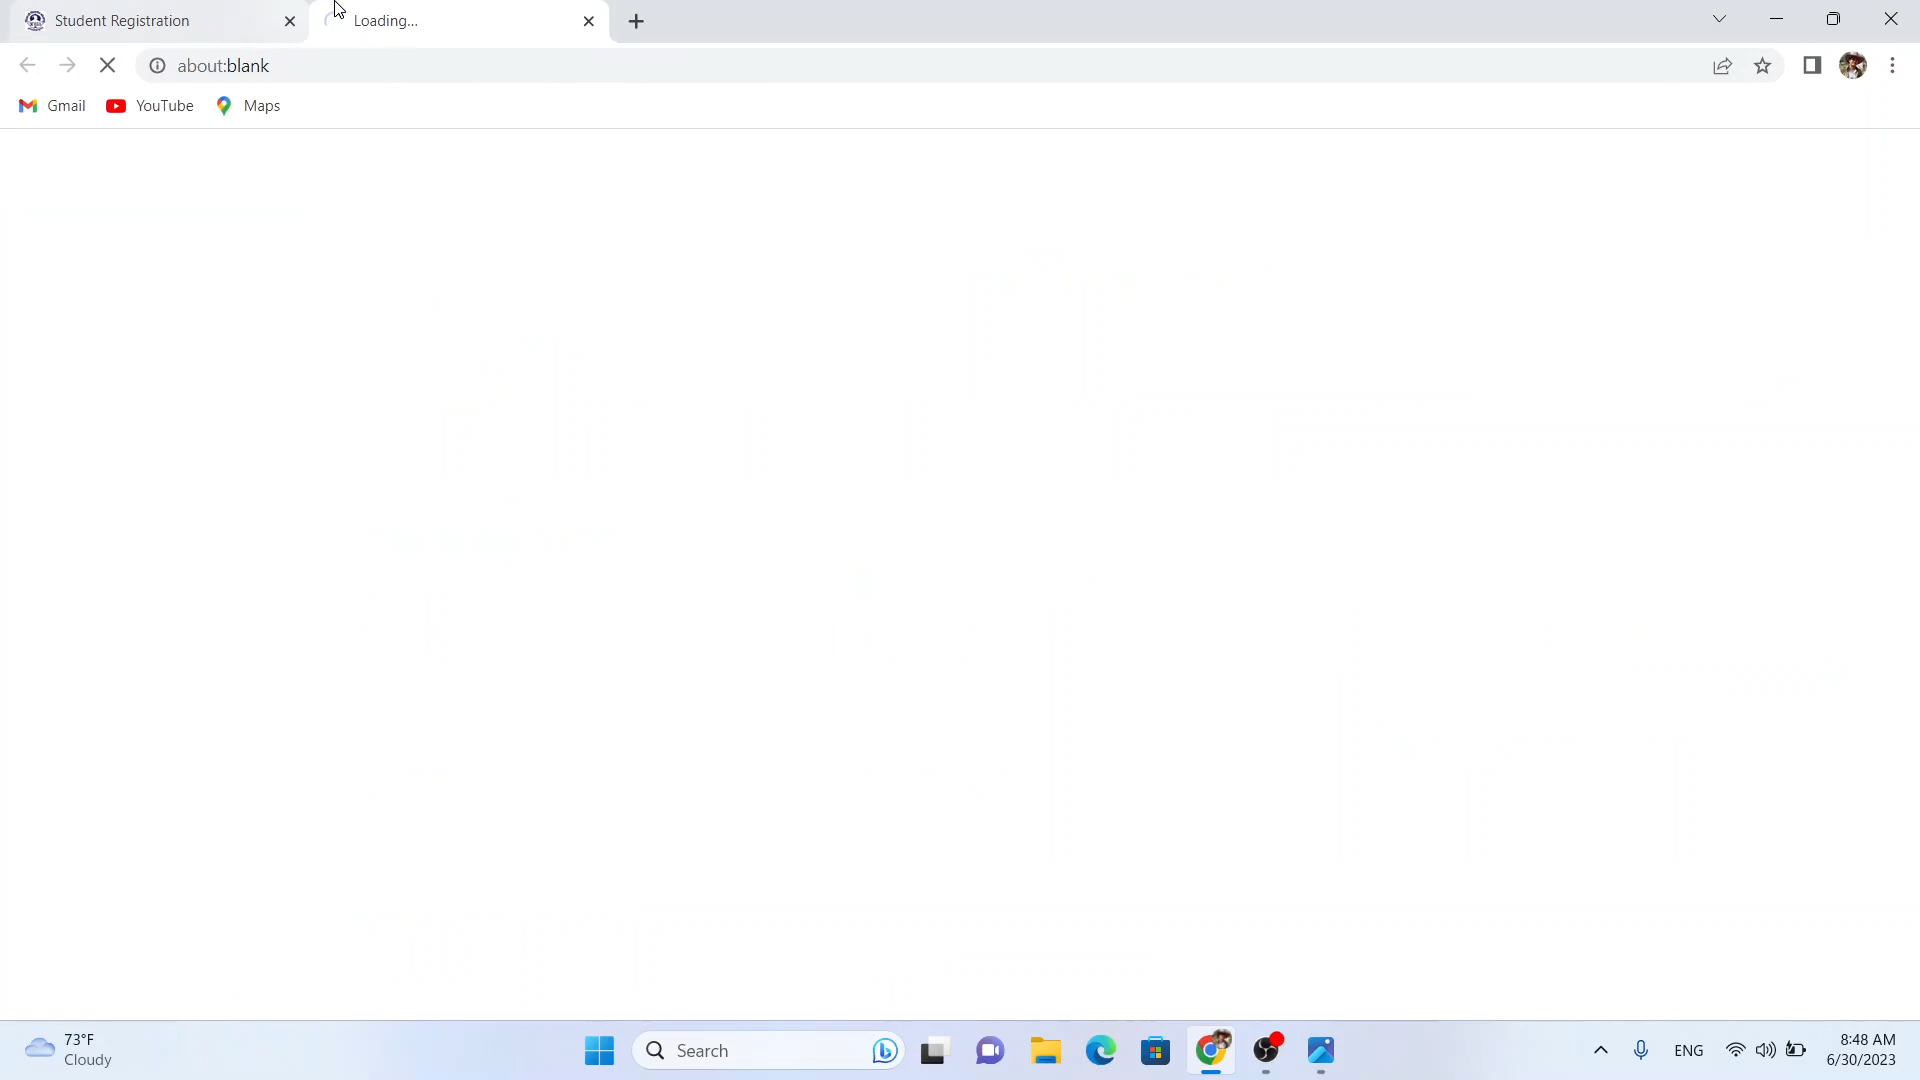 Student Registration
Loading...
about:blank
Gmail
YouTube
Maps
73°F
Cloudy
Search
ENG
8:48 AM
6/30/2023